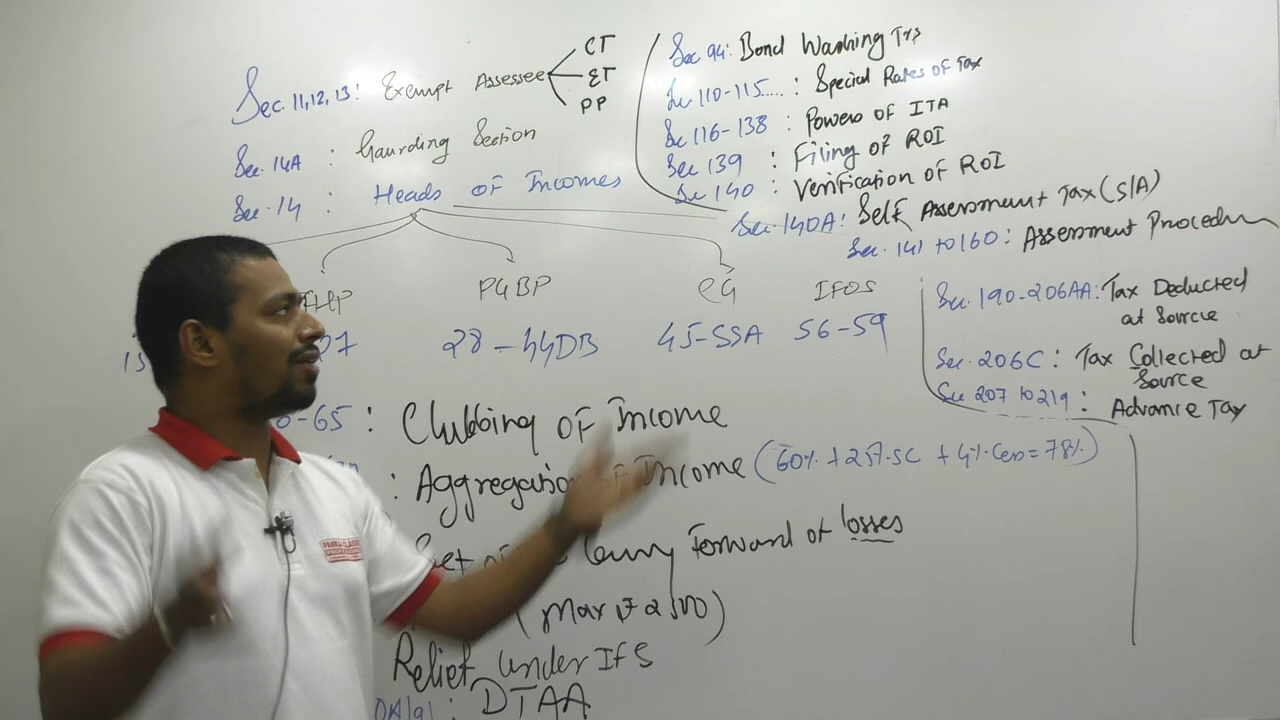 Sec. 11,12,13 : Exempt Assessee
CT
ET
PP
Sec. 14A : Gaurding Section
Sec. 14 : Heads of Incomes
PGBP
CG
IFOS
27
28 - 44DB
45-55A
56-59
-65 : Clubbing of Income
: Aggregation of Income (60% + 25% SC + 4% Cess = 78%)
Forward of losses
(Max ₹ 2500)
Relief under IFS
DTAA
Sec 94: Bond Washing Trs
Sec 110-115..... : Special Rates of Tax
Sec 116-138 : Powers of ITA
Sec 139 : Filing of ROI
Sec 140 : Verification of ROI
Sec. 140A: Self Assessment Tax (S/A)
Sec. 141 to 160 : Assessment Procedure
Sec. 190-206AA: Tax Deducted
at Source
Sec. 206C : Tax Collected at
Source
Sec 207 to 219 : Advance Tax